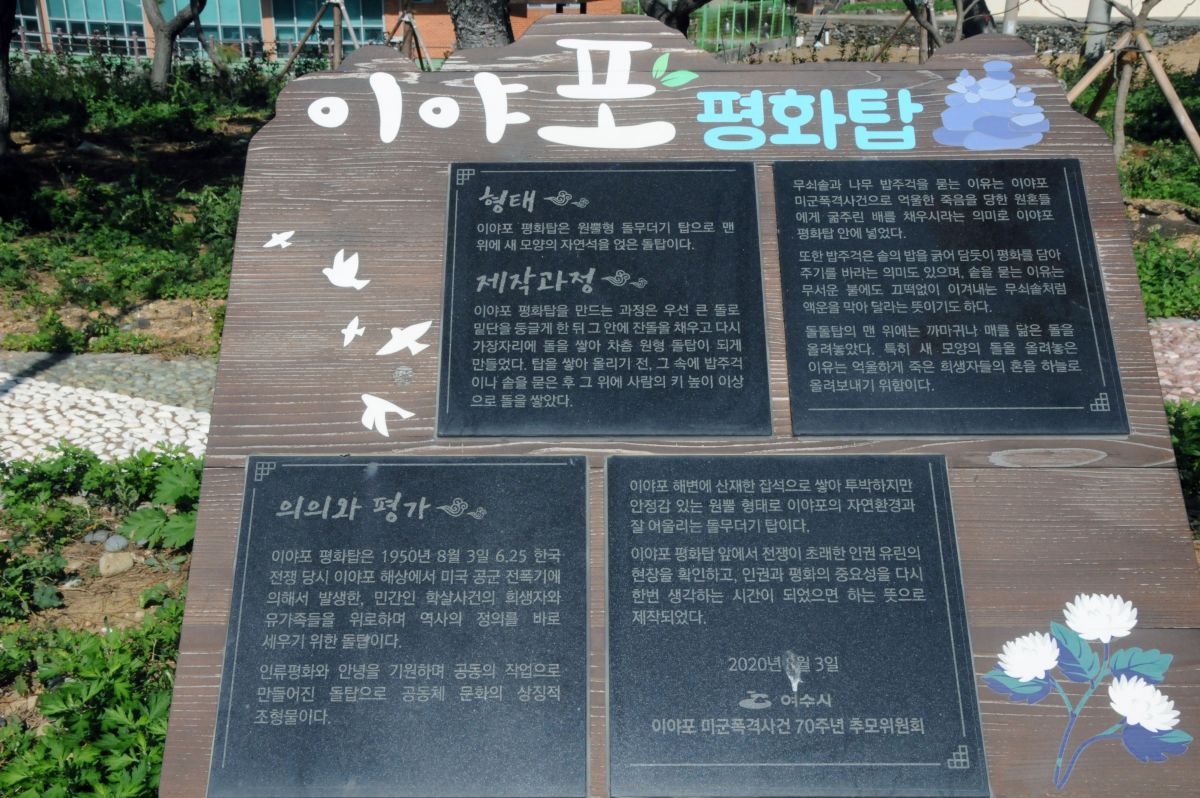 이야포 평화탑
형태
이야포 평화탑은 원뿔형 돌무더기 탑으로 맨
위에 새 모양의 자연석을 얹은 돌탑이다.
제작과정
이야포 평화탑을 만드는 과정은 우선 큰 돌로
밑단을 둥글게 한 뒤 그 안에 잔돌을 채우고 다시
가장자리에 돌을 쌓아 차츰 원형 돌탑이 되게
만들었다. 탑을 쌓아 올리기 전, 그 속에 밥주걱
이나 솥을 묻은 후 그 위에 사람의 키 높이 이상
으로 돌을 쌓았다.
무쇠솥과 나무 밥주걱을 묻는 이유는 이야포
미군폭격사건으로 억울한 죽음을 당한 원혼들
에게 굶주린 배를 채우시라는 의미로 이야포
평화탑 안에 넣었다.
또한 밥주걱은 솥의 밥을 긁어 담듯이 평화를 담아
주기를 바라는 의미도 있으며, 솥을 묻는 이유는
무서운 불에도 끄떡없이 이겨내는 무쇠솥처럼
액운을 막아 달라는 뜻이기도 하다.
돌돌탑의 맨 위에는 까마귀나 매를 닮은 돌을
올려놓았다. 특히 새 모양의 돌을 올려놓은
이유는 억울하게 죽은 희생자들의 혼을 하늘로
올려보내기 위함이다.
의의와 평가
이야포 평화탑은 1950년 8월 3일 6.25 한국
전쟁 당시 이야포 해상에서 미국 공군 전폭기에
의해서 발생한, 민간인 학살사건의 희생자와
유가족들을 위로하며 역사의 정의를 바로
세우기 위한 돌탑이다.
인류평화와 안녕을 기원하며 공동의 작업으로
만들어진 돌탑으로 공동체 문화의 상징적
조형물이다.
이야포 해변에 산재한 잡석으로 쌓아 투박하지만
안정감 있는 원뿔 형태로 이야포의 자연환경과
잘 어울리는 돌무더기 탑이다.
이야포 평화탑 앞에서 전쟁이 초래한 인권 유린의
현장을 확인하고, 인권과 평화의 중요성을 다시
한번 생각하는 시간이 되었으면 하는 뜻으로
제작되었다.
2020년 8월 3일
여수시
이야포 미군폭격사건 70주년 추모위원회